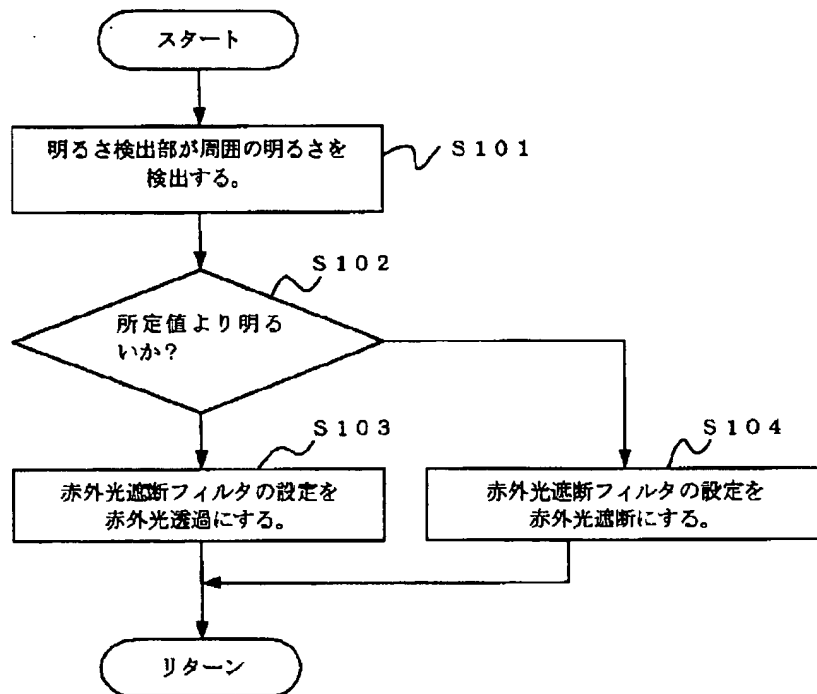 スタート
明るさ検出部が周囲の明るさを
検出する。
S101
S102
所定値より明る
いか?
S103
赤外光遮断フィルタの設定を
赤外光透過にする。
S104
赤外光遮断フィルタの設定を
赤外光遮断にする。
リターン